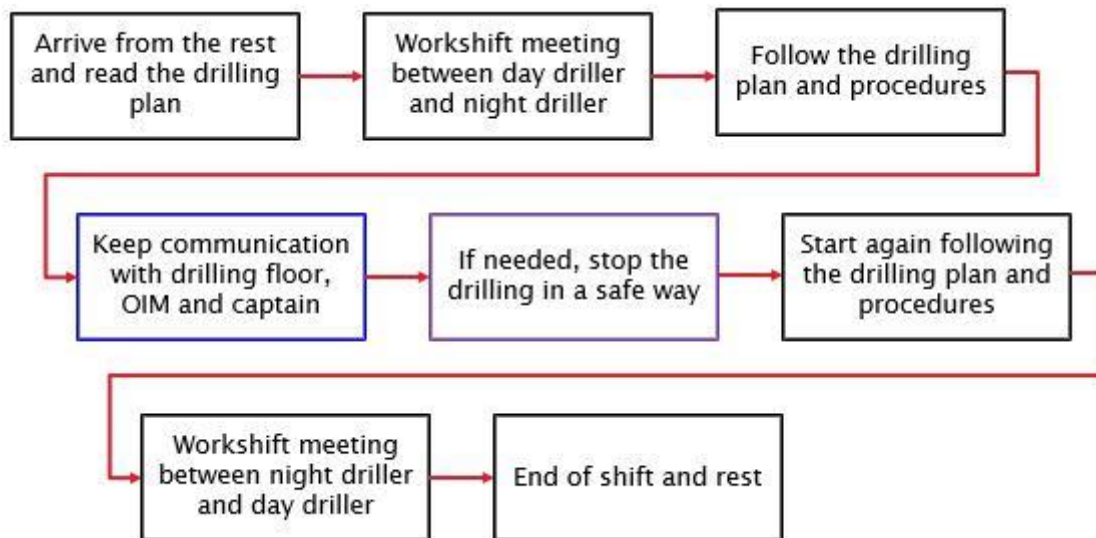 Arrive from the rest
and read the drilling
plan
Workshift meeting
between day driller
and night driller
Follow the drilling
plan and procedures
Keep communication
with drilling floor,
OIM and captain
If needed, stop the
drilling in a safe way
Start again following
the drilling plan and
procedures
Workshift meeting
between night driller
and day driller
End of shift and rest